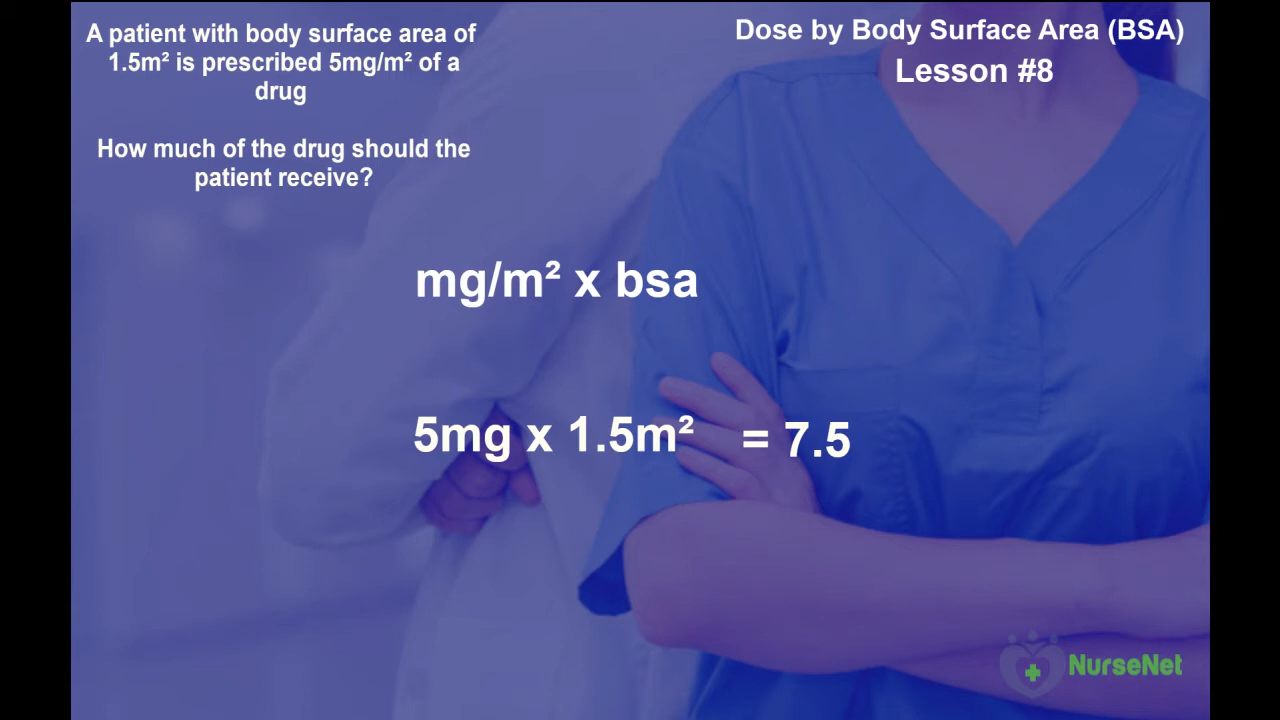 A patient with body surface area of
1.5m² is prescribed 5mg/m² of a
drug
How much of the drug should the
patient receive?
Dose by Body Surface Area (BSA)
Lesson #8
mg/m² x bsa
5mg x 1.5m² = 7.5
NurseNet